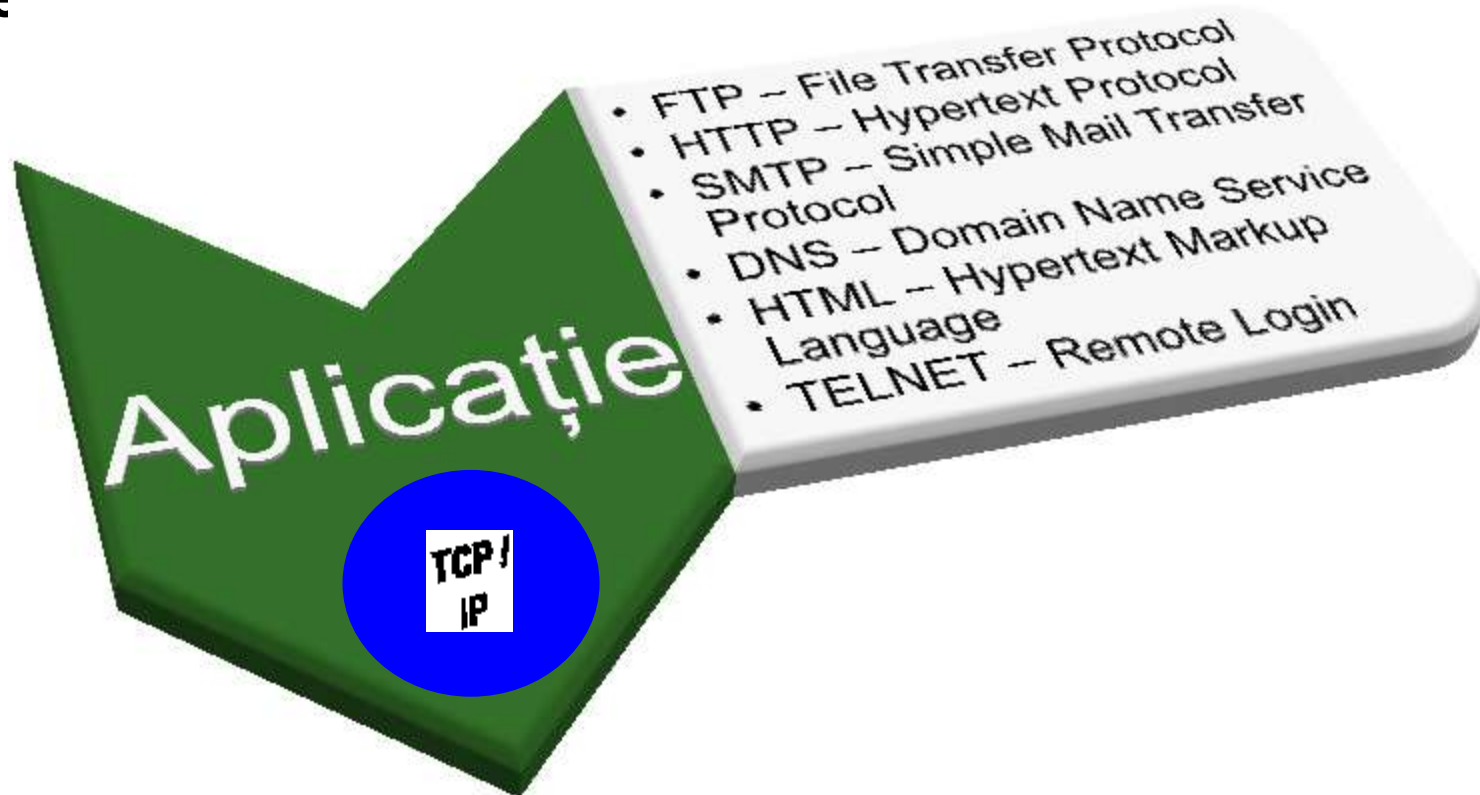 • FTP – File Transfer Protocol
• HTTP – Hypertext Protocol
• SMTP – Simple Mail Transfer
Protocol
• DNS – Domain Name Service
• HTML – Hypertext Markup
Language
• TELNET – Remote Login
Aplicație
TCP/
IP